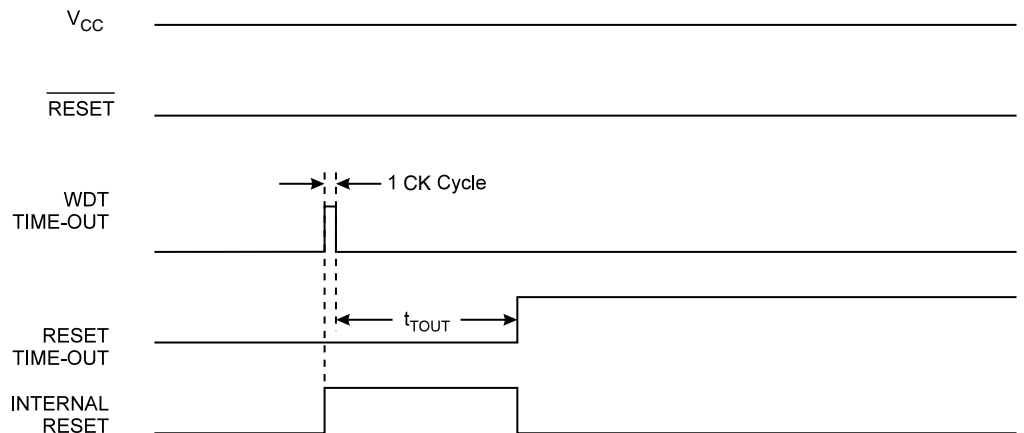 VCC
RESET
1 CK Cycle
WDT
TIME-OUT
tTOUT
RESET
TIME-OUT
INTERNAL
RESET